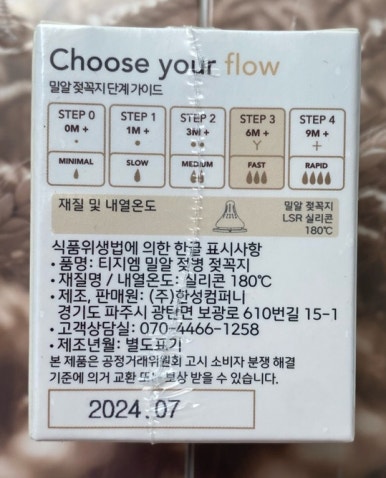 Choose your flow
밀알 젖꼭지 단계 가이드
STEP 0 STEP 1 STEP 2 STEP 3 STEP 4
0M + 1M + 3M + 6M + 9M +
MINIMAL SLOW MEDIUM FAST RAPID
재질 및 내열온도
밀알 젖꼭지
LSR 실리콘
180℃
식품위생법에 의한 한글 표시사항
• 품명: 티지엠 밀알 젖병 젖꼭지
• 재질명 / 내열온도: 실리콘 180℃
• 제조, 판매원: (주)한성컴퍼니
경기도 파주시 광탄면 보광로 610번길 15-1
• 고객상담실: 070-4466-1258
• 제조년월: 별도표기
본 제품은 공정거래위원회 고시 소비자 분쟁 해결
기준에 의거 교환 또는 보상 받을 수 있습니다.
2024.07